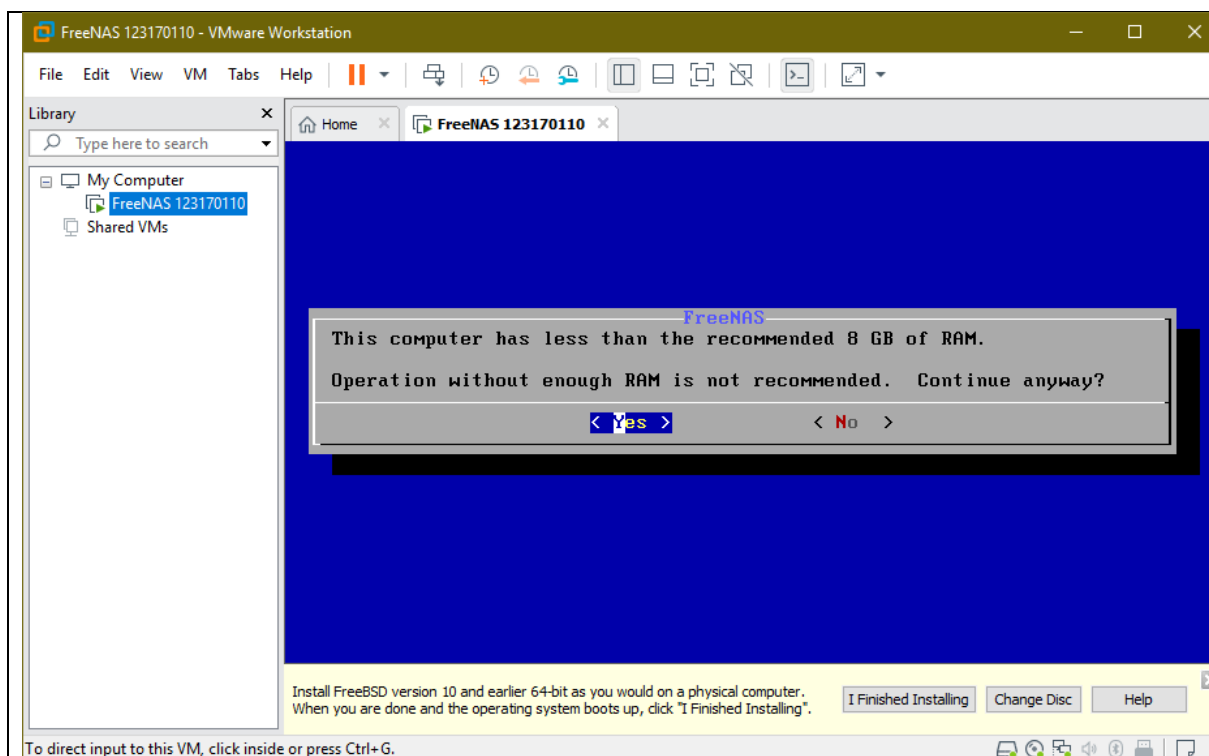 FreeNAS 123170110 - VMware Workstation
File Edit View VM Tabs Help
Library
Type here to search
My Computer
FreeNAS 123170110
Shared VMs
Home
FreeNAS 123170110
FreeNAS
This computer has less than the recommended 8 GB of RAM.
Operation without enough RAM is not recommended. Continue anyway?
< Yes > < No >
Install FreeBSD version 10 and earlier 64-bit as you would on a physical computer.
When you are done and the operating system boots up, click "I Finished Installing".
I Finished Installing Change Disc Help
To direct input to this VM, click inside or press Ctrl+G.